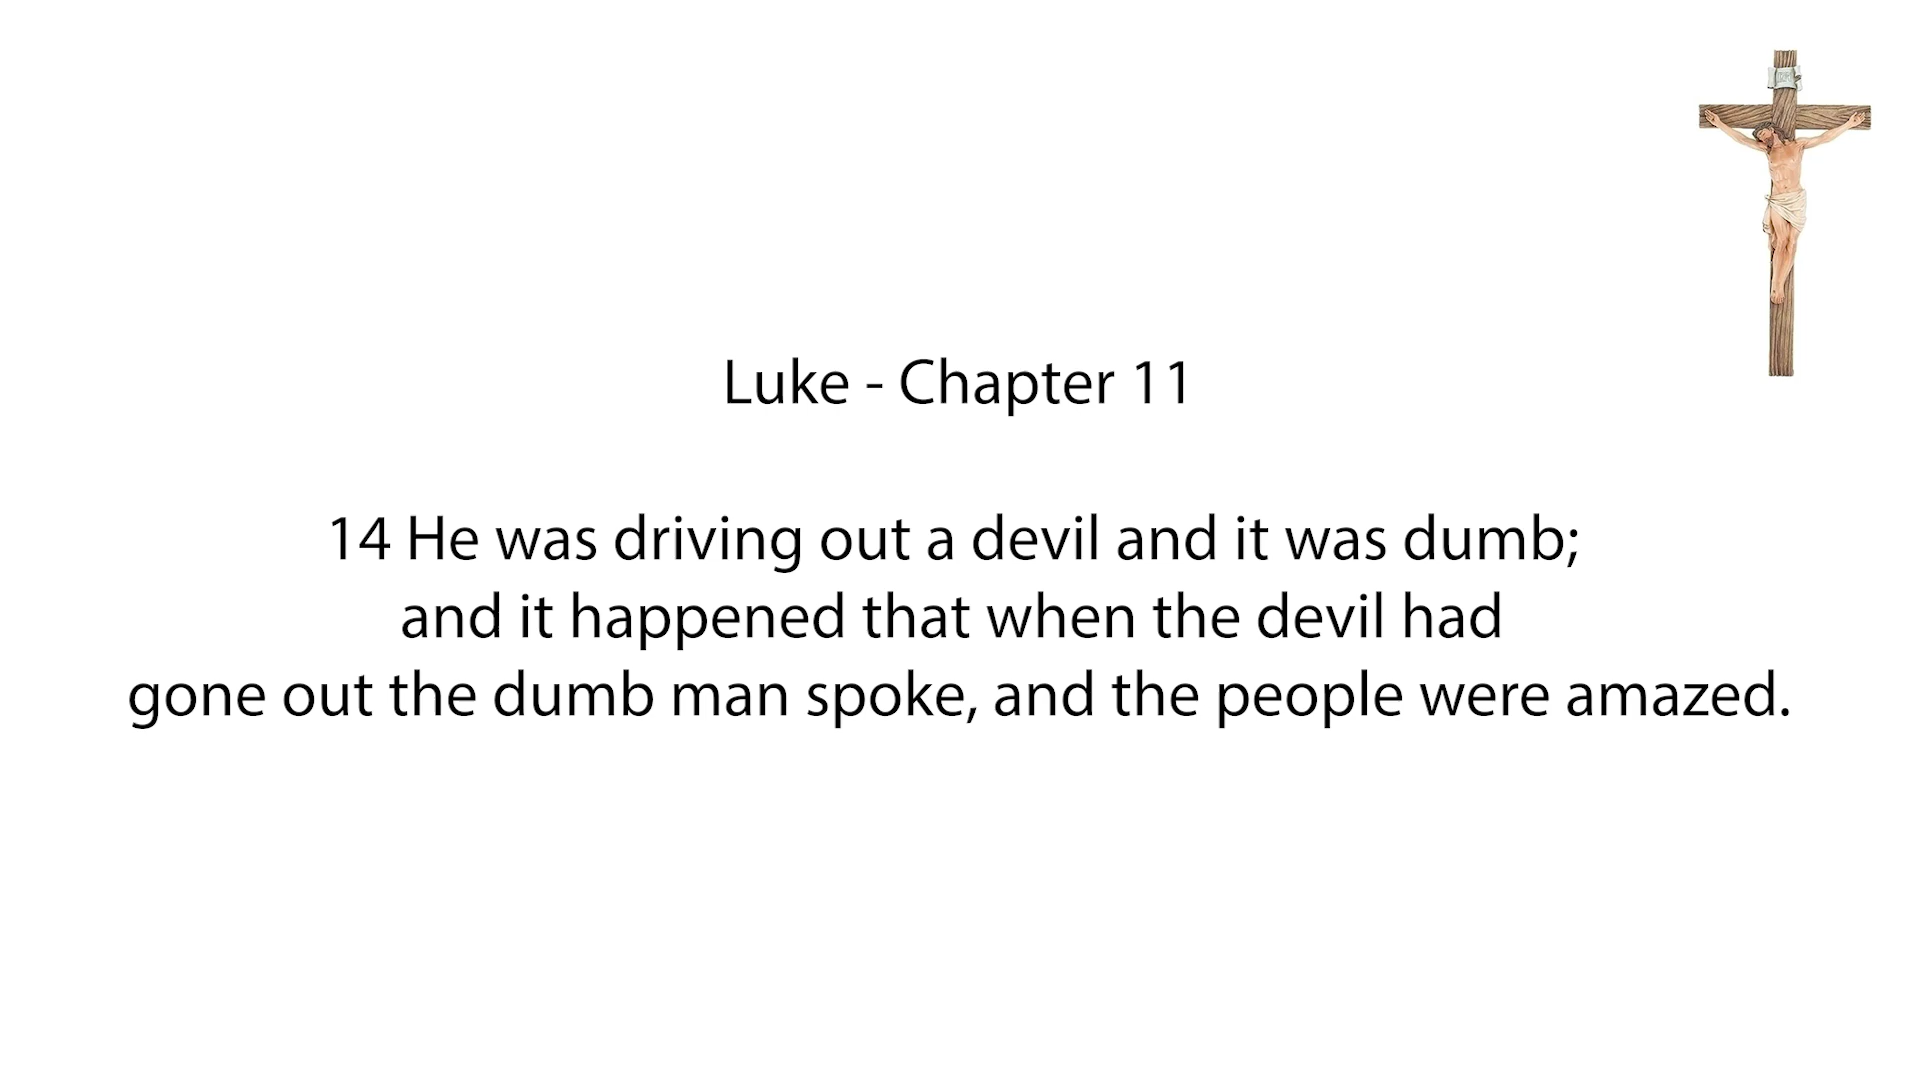 Luke - Chapter 11
14 He was driving out a devil and it was dumb;
and it happened that when the devil had
gone out the dumb man spoke, and the people were amazed.